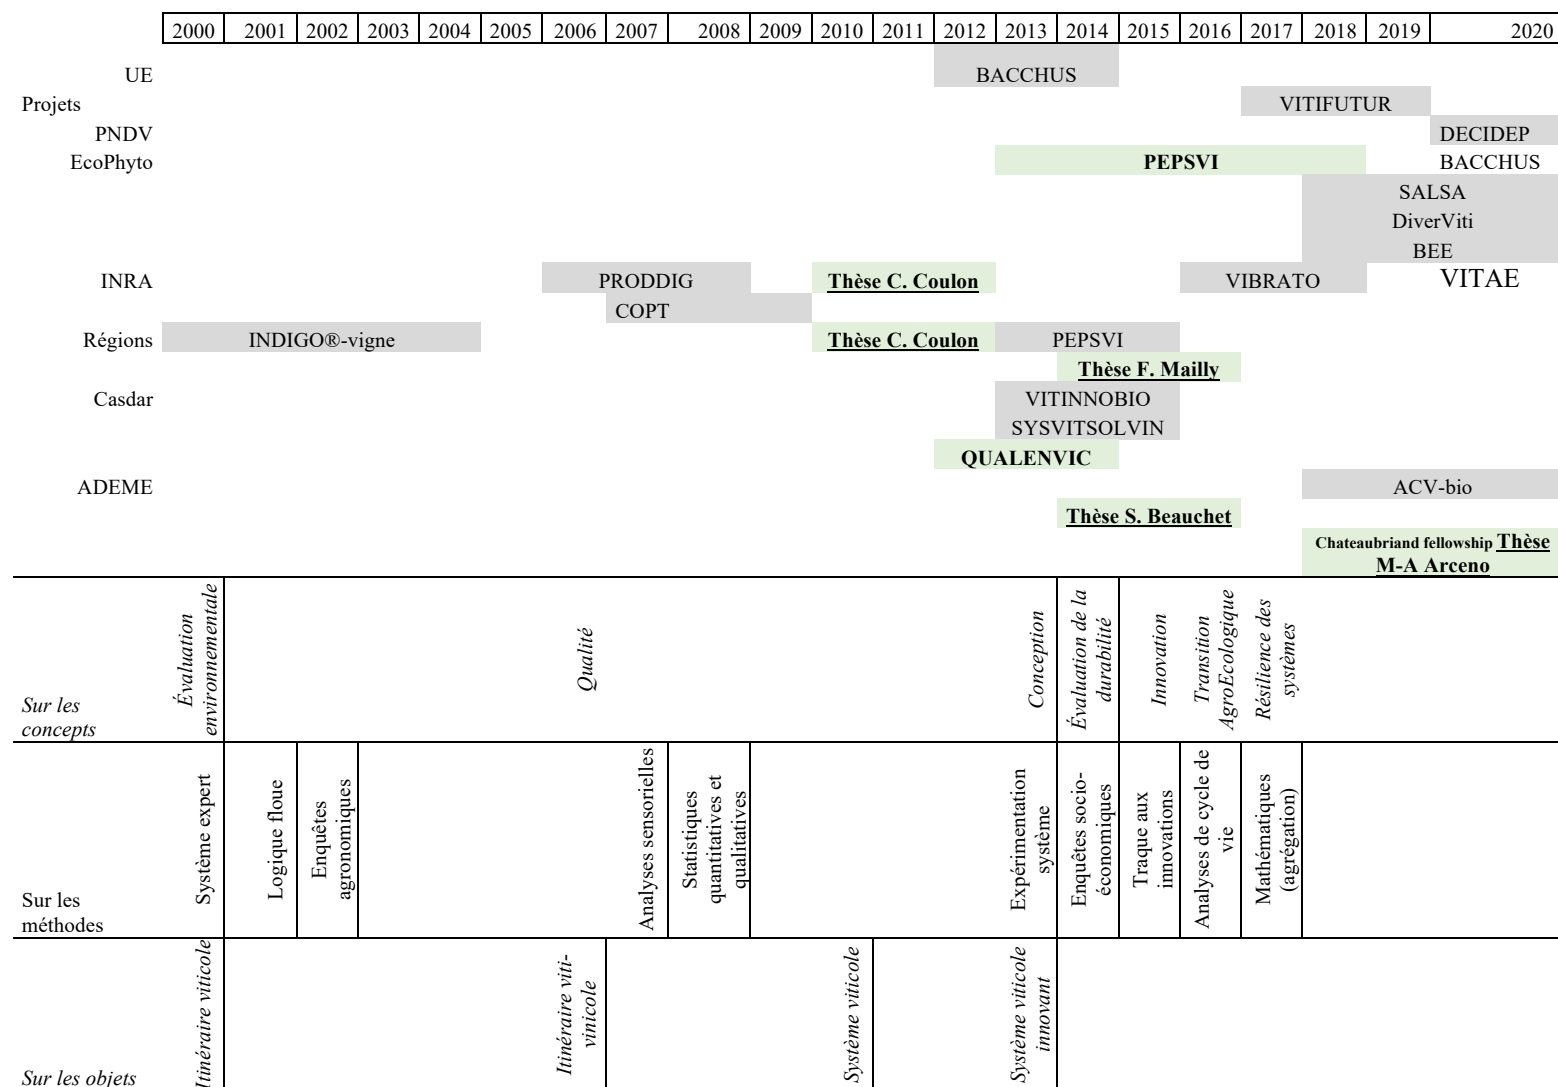 2000 2001 2002 2003 2004 2005 2006 2007 2008 2009 2010 2011 2012 2013 2014 2015 2016 2017 2018 2019 2020
UE BACCHUS
Projets VITIFUTUR
PNDV DECIDEP
EcoPhyto PEPSVI BACCHUS
SALSA
DiverViti
BEE
INRA PRODDIG Thèse C. Coulon VIBRATO VITAE
COPT
Régions INDIGO®-vigne Thèse C. Coulon PEPSVI
Thèse F. Mailly
Casdar VITINNOBIO
SYSVITSOLVIN
QUALENVIC
ADEME ACV-bio
Thèse S. Beauchet
Chateaubriand fellowship Thèse
M-A Arceno
Sur les
concepts
Évaluation
environnementale
Qualité
Conception
Évaluation de la
durabilité
Innovation
Transition
AgroEcologique
Résilience des
systèmes
Sur les
méthodes
Système expert
Logique floue
Enquêtes
agronomiques
Analyses sensorielles
Statistiques
quantitatives et
qualitatives
Expérimentation
système
Enquêtes socio-
économiques
Traque aux
innovations
Analyses de cycle de
vie
Mathématiques
(agrégation)
Sur les objets
Itinéraire viticole
Itinéraire viti-
vinicole
Système viticole
Système viticole
innovant